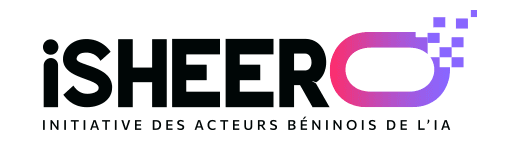 iSHEERO
INITIATIVE DES ACTEURS BÉNINOIS DE L'IA